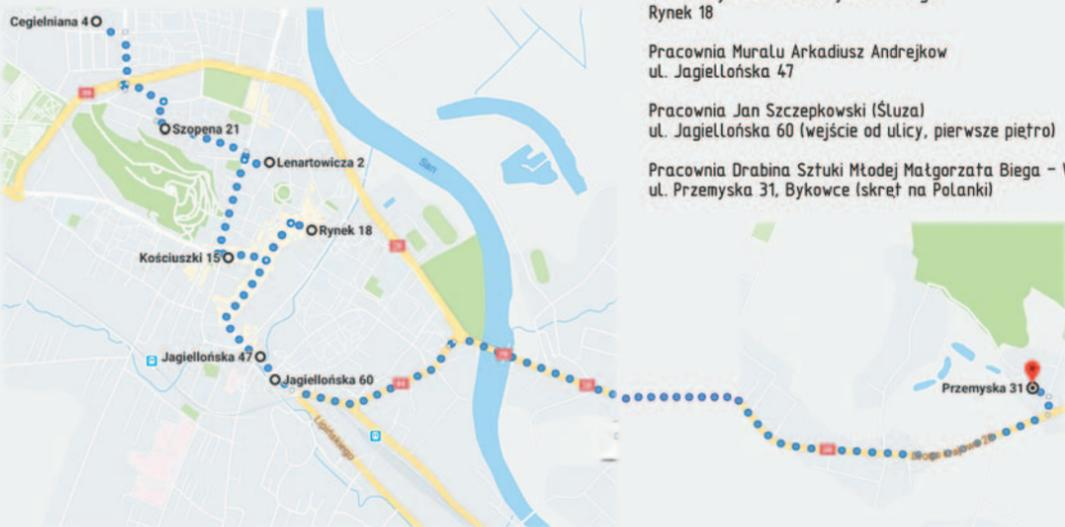 Cegielniana 4
Szopena 21
Lenartowicza 2
Rynek 18
Kościuszki 15
Jagiellońska 47
Jagiellońska 60
San
Lipińskiego
Rynek 18
Pracownia Muralu Arkadiusz Andrejkow
ul. Jagiellońska 47
Pracownia Jan Szczepkowski (Śluza)
ul. Jagiellońska 60 (wejście od ulicy, pierwsze piętro)
Pracownia Drabina Sztuki Młodej Małgorzata Biega -
ul. Przemyska 31, Bykowce (skręt na Polanki)
Przemyska 31